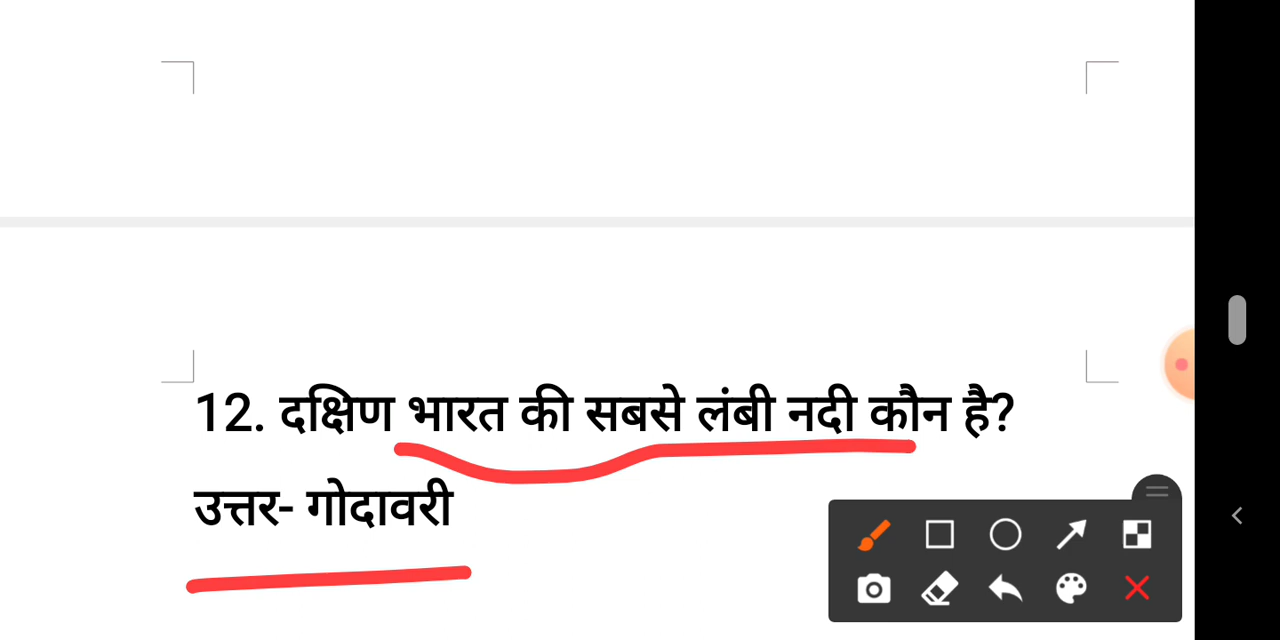 12. दक्षिण भारत की सबसे लंबी नदी कौन है?
उत्तर- गोदावरी